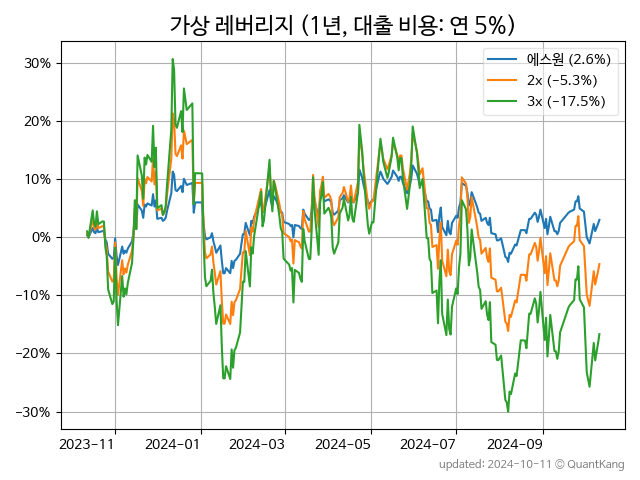 가상 레버리지 (1년, 대출 비용: 연 5%)
에스원 (2.6%)
2x (−5.3%)
3x (−17.5%)
30%
20%
10%
0%
−10%
−20%
−30%
2023-11
2024-01
2024-03
2024-05
2024-07
2024-09
updated: 2024-10-11 © QuantKang